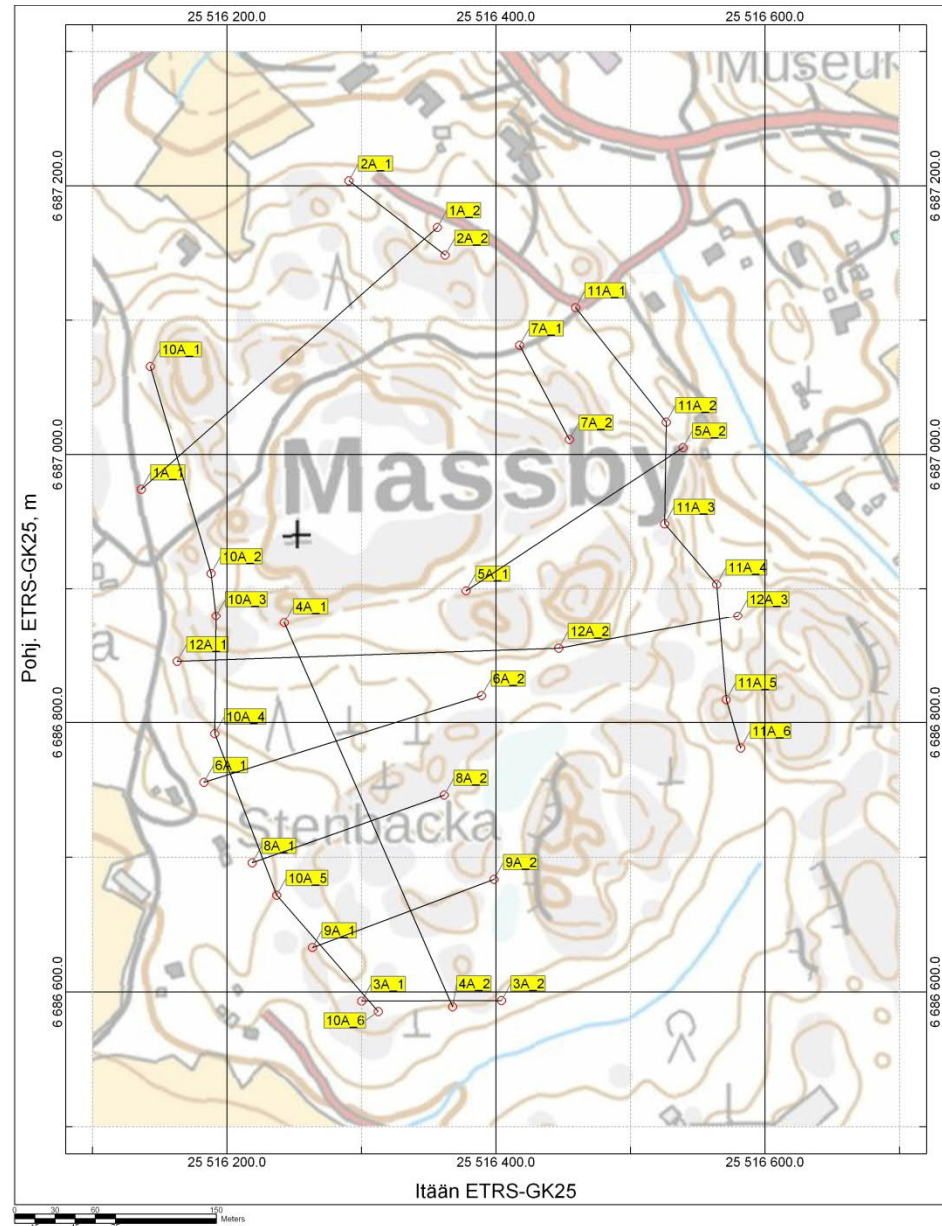 25 516 200.0 25 516 400.0 25 516 600.0
Museun
2A_1
6 687 200.0 6 687 200.0
1A_2
2A_2
11A_1
7A_1
10A_1
11A_2
7A_2
5A_2
6 687 000.0 6 687 000.0
Massby
1A_1
11A_3
10A_2
11A_4
5A_1
10A_3
4A_1
12A_3
12A_1
12A_2
a
6A_2
11A_5
Pohj. ETRS-GK25, m
10A_4
6 686 800.0 6 686 800.0
11A_6
6A_1
8A_2
Stenbacka
8A_1
9A_2
10A_5
9A_1
3A_1
4A_2
3A_2
6 686 600.0 6 686 600.0
10A_6
25 516 200.0 25 516 400.0 25 516 600.0
Itään ETRS-GK25
0 30 60 150
Meters